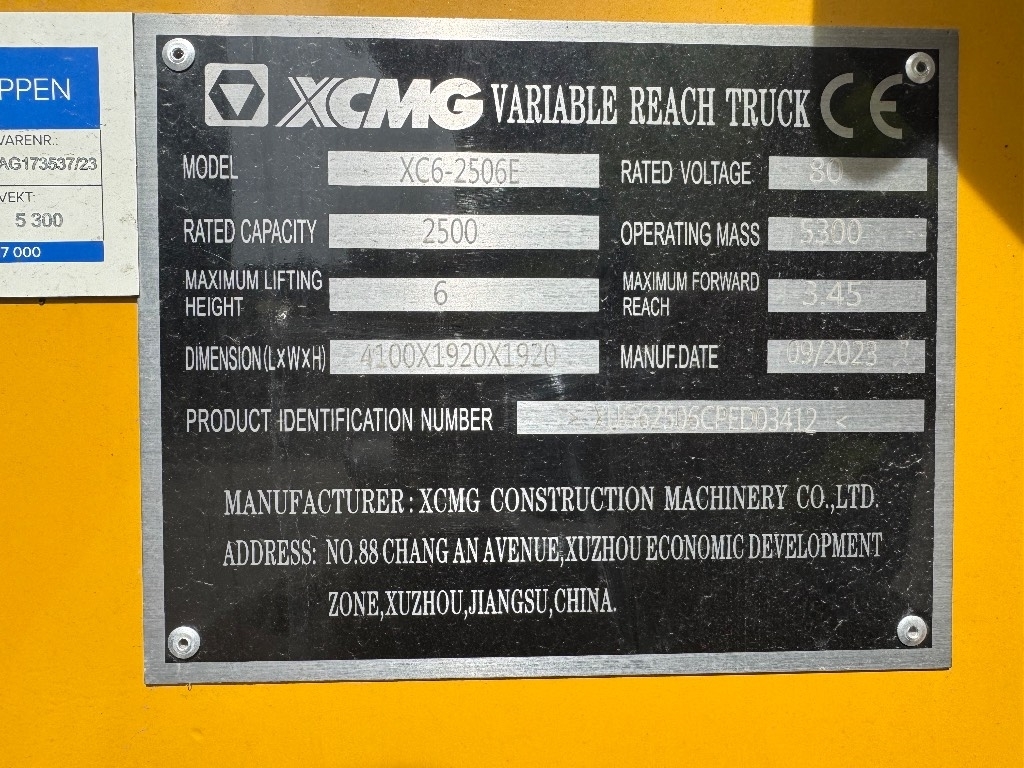 PPEN
VARENR.:
AG173537/23
VEKT:
5 300
7 000
XCMG VARIABLE REACH TRUCK CE
MODEL XC6-2506E RATED VOLTAGE 80
RATED CAPACITY 2500 OPERATING MASS 5300
MAXIMUM LIFTING HEIGHT 6 MAXIMUM FORWARD REACH 3.45
DIMENSION(L×W×H) 4100X1920X1920 MANUF.DATE 09/2023
PRODUCT IDENTIFICATION NUMBER
MANUFACTURER: XCMG CONSTRUCTION MACHINERY CO.,LTD.
ADDRESS: NO.88 CHANG AN AVENUE,XUZHOU ECONOMIC DEVELOPMENT
ZONE,XUZHOU,JIANGSU,CHINA.